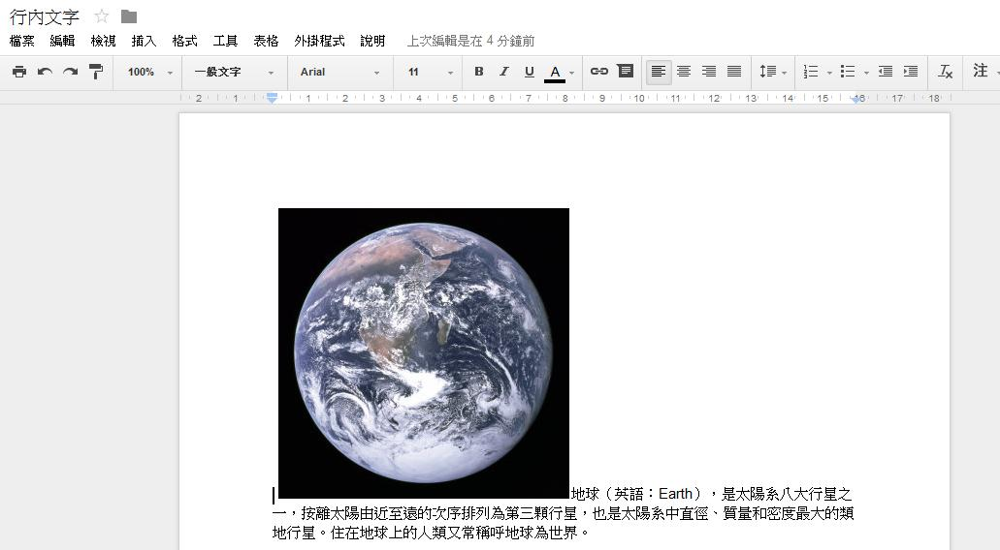 行內文字
檔案 編輯 檢視 插入 格式 工具 表格 外掛程式 說明 上次編輯是在 4 分鐘前
100% 一般文字 Arial 11 B I U A 注
2 1 1 2 3 4 5 6 7 8 9 10 11 12 13 14 15 16 17 18
地球（英語：Earth），是太陽系八大行星之
一，按離太陽由近至遠的次序排列為第三顆行星，也是太陽系中直徑、質量和密度最大的類
地行星。住在地球上的人類又常稱呼地球為世界。